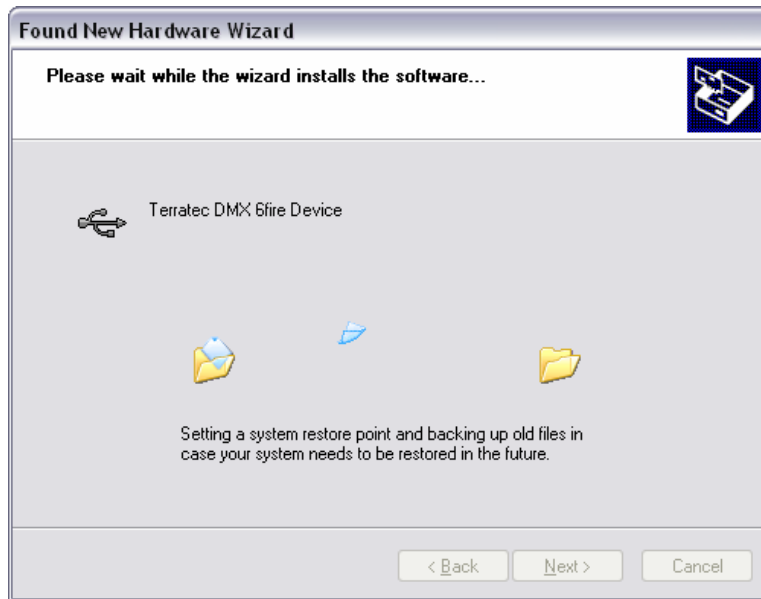 Found New Hardware Wizard
Please wait while the wizard installs the software...
Terratec DMX 6fire Device
Setting a system restore point and backing up old files in
case your system needs to be restored in the future.
< Back
Next >
Cancel